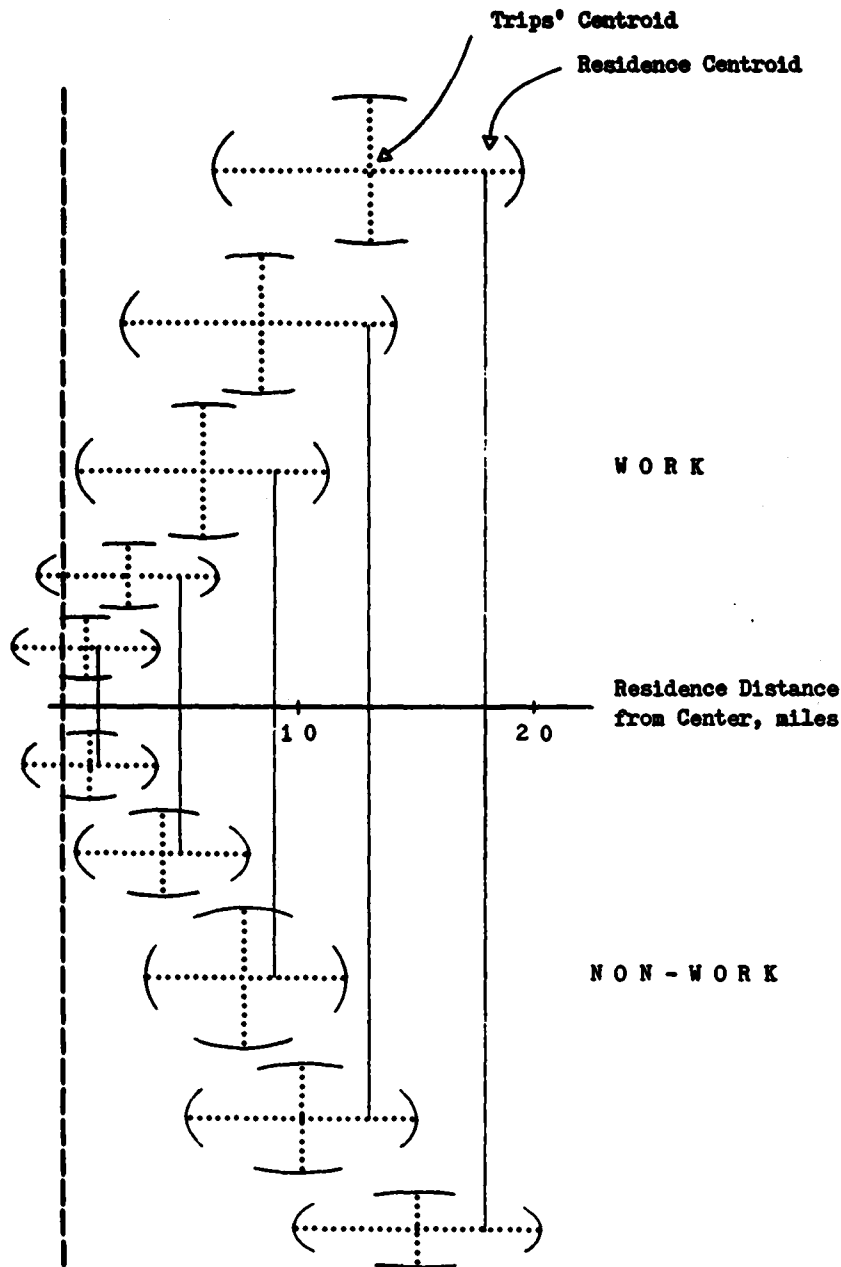 Trips' Centroid
Residence Centroid
WORK
Residence Distance
from Center, miles
10
20
NON-WORK